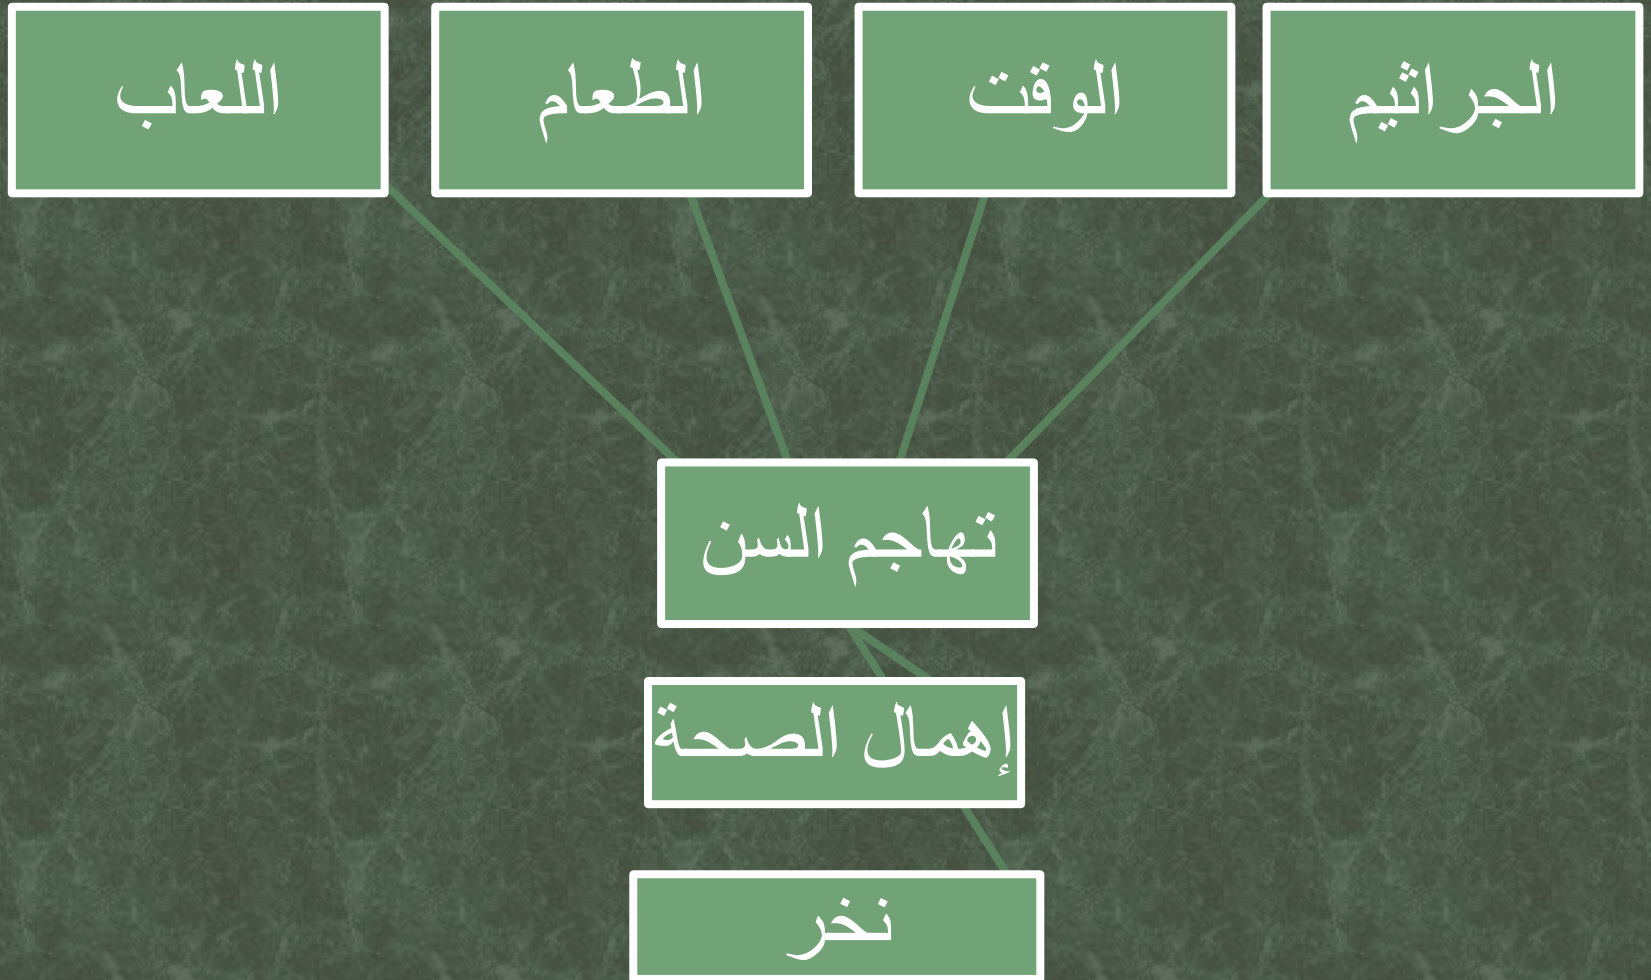 الجراثيم
الوقت
الطعام
اللعاب
تهاجم السن
إهمال الصحة
نخر